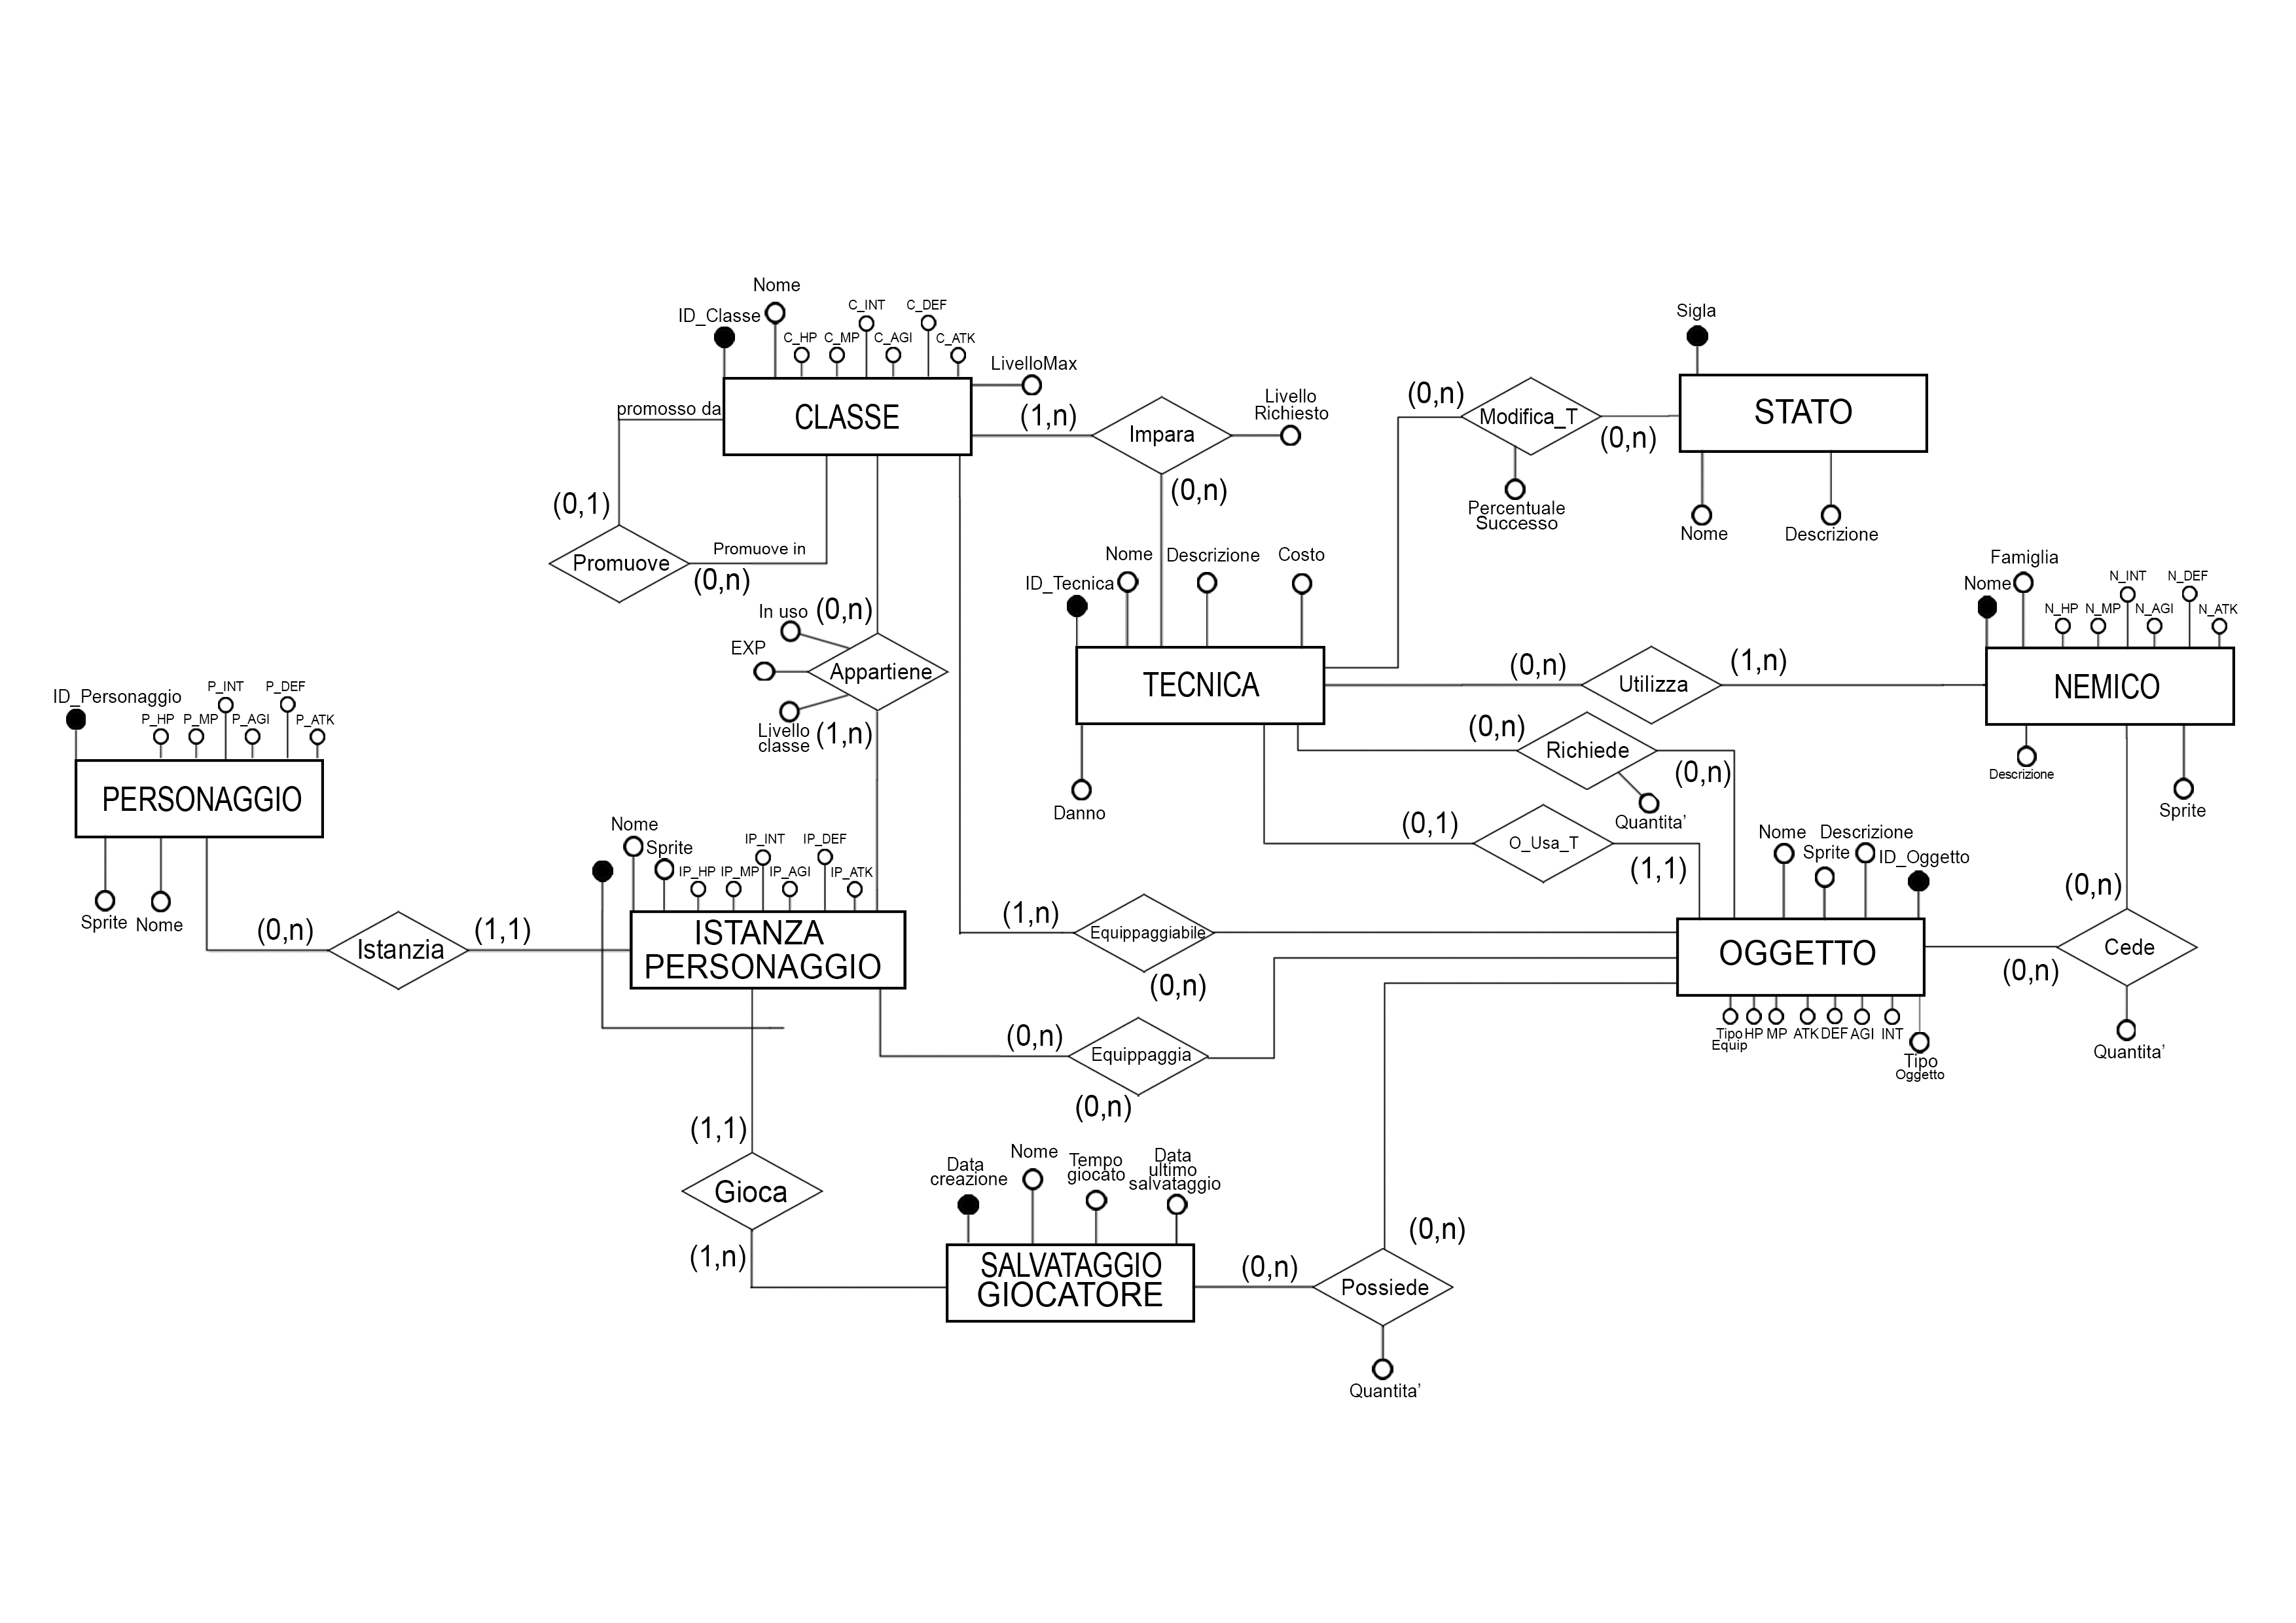 Nome
ID_Classe
C_HP
C_MP
C_INT
C_AGI
C_DEF
C_ATK
LivelloMax
promosso da
CLASSE
(1,n)
Impara
Livello
Richiesto
(0,n)
(0,1)
Promuove
Promuove in
(0,n)
Sigla
STATO
Nome
Descrizione
(0,n)
Modifica_T
(0,n)
Percentuale
Successo
In uso
(0,n)
EXP
Appartiene
Livello
classe
(1,n)
ID_Tecnica
Nome
Descrizione
Costo
TECNICA
Danno
(0,n)
Utilizza
(1,n)
Famiglia
Nome
N_HP
N_MP
N_INT
N_AGI
N_DEF
N_ATK
NEMICO
Descrizione
Sprite
(0,n)
Richiede
(0,n)
Quantita’
(0,1)
O_Usa_T
(1,1)
ID_Personaggio
P_HP
P_MP
P_INT
P_AGI
P_DEF
P_ATK
PERSONAGGIO
Sprite
Nome
(0,n)
Istanzia
(1,1)
Nome
Sprite
IP_HP
IP_MP
IP_INT
IP_AGI
IP_DEF
IP_ATK
ISTANZA
PERSONAGGIO
(1,n)
Equippaggiabile
(0,n)
(0,n)
Equippaggia
(0,n)
Nome
Sprite
Descrizione
ID_Oggetto
OGGETTO
Tipo
Equip
HP
MP
ATK
DEF
AGI
INT
Tipo
Oggetto
(0,n)
Cede
(0,n)
Quantita’
(1,1)
Gioca
(1,n)
Data
creazione
Nome
Tempo
giocato
Data
ultimo
salvataggio
SALVATAGGIO
GIOCATORE
(0,n)
Possiede
(0,n)
Quantita’